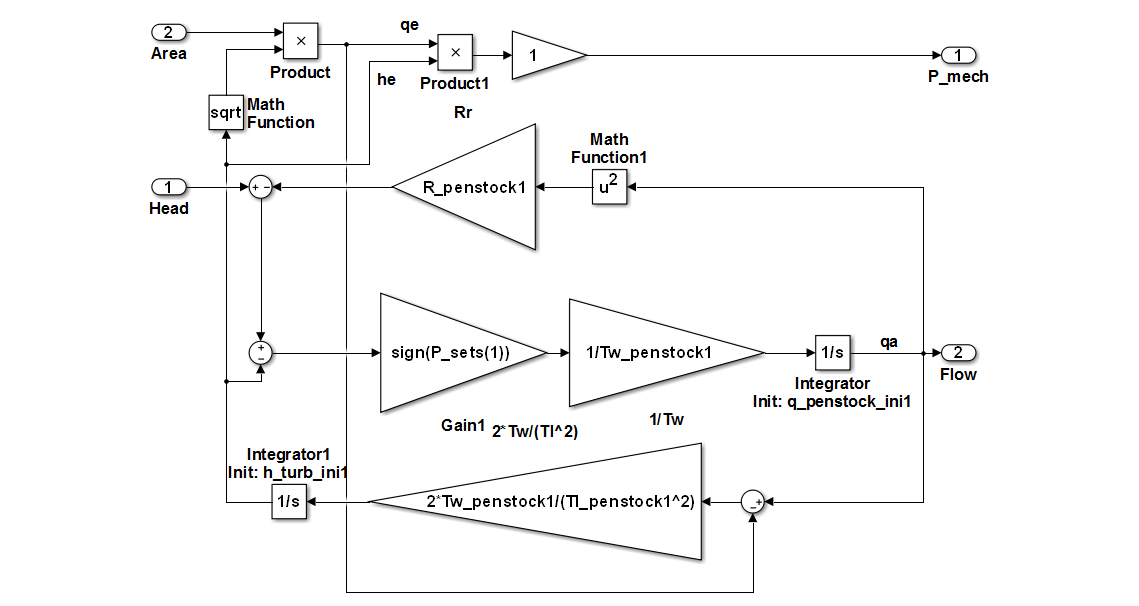 2
Area
×
Product
qe
he
×
Product1
Rr
1
1
P_mech
sqrt
Math
Function
1
Head
+ −
R_penstock1
Math
Function1
u2
+
−
sign(P_sets(1))
Gain1
1/Tw_penstock1
1/Tw
1/s
Integrator
Init: q_penstock_ini1
qa
2
Flow
2*Tw/(Tl^2)
Integrator1
Init: h_turb_ini1
1/s
2*Tw_penstock1/(Tl_penstock1^2)
− +